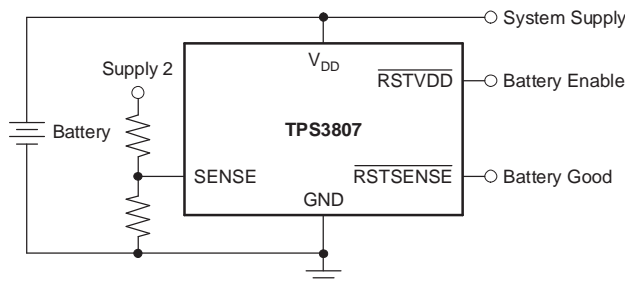 System Supply
V_DD
Supply 2
RSTVDD
Battery Enable
Battery
TPS3807
SENSE
RSTSENSE
Battery Good
GND